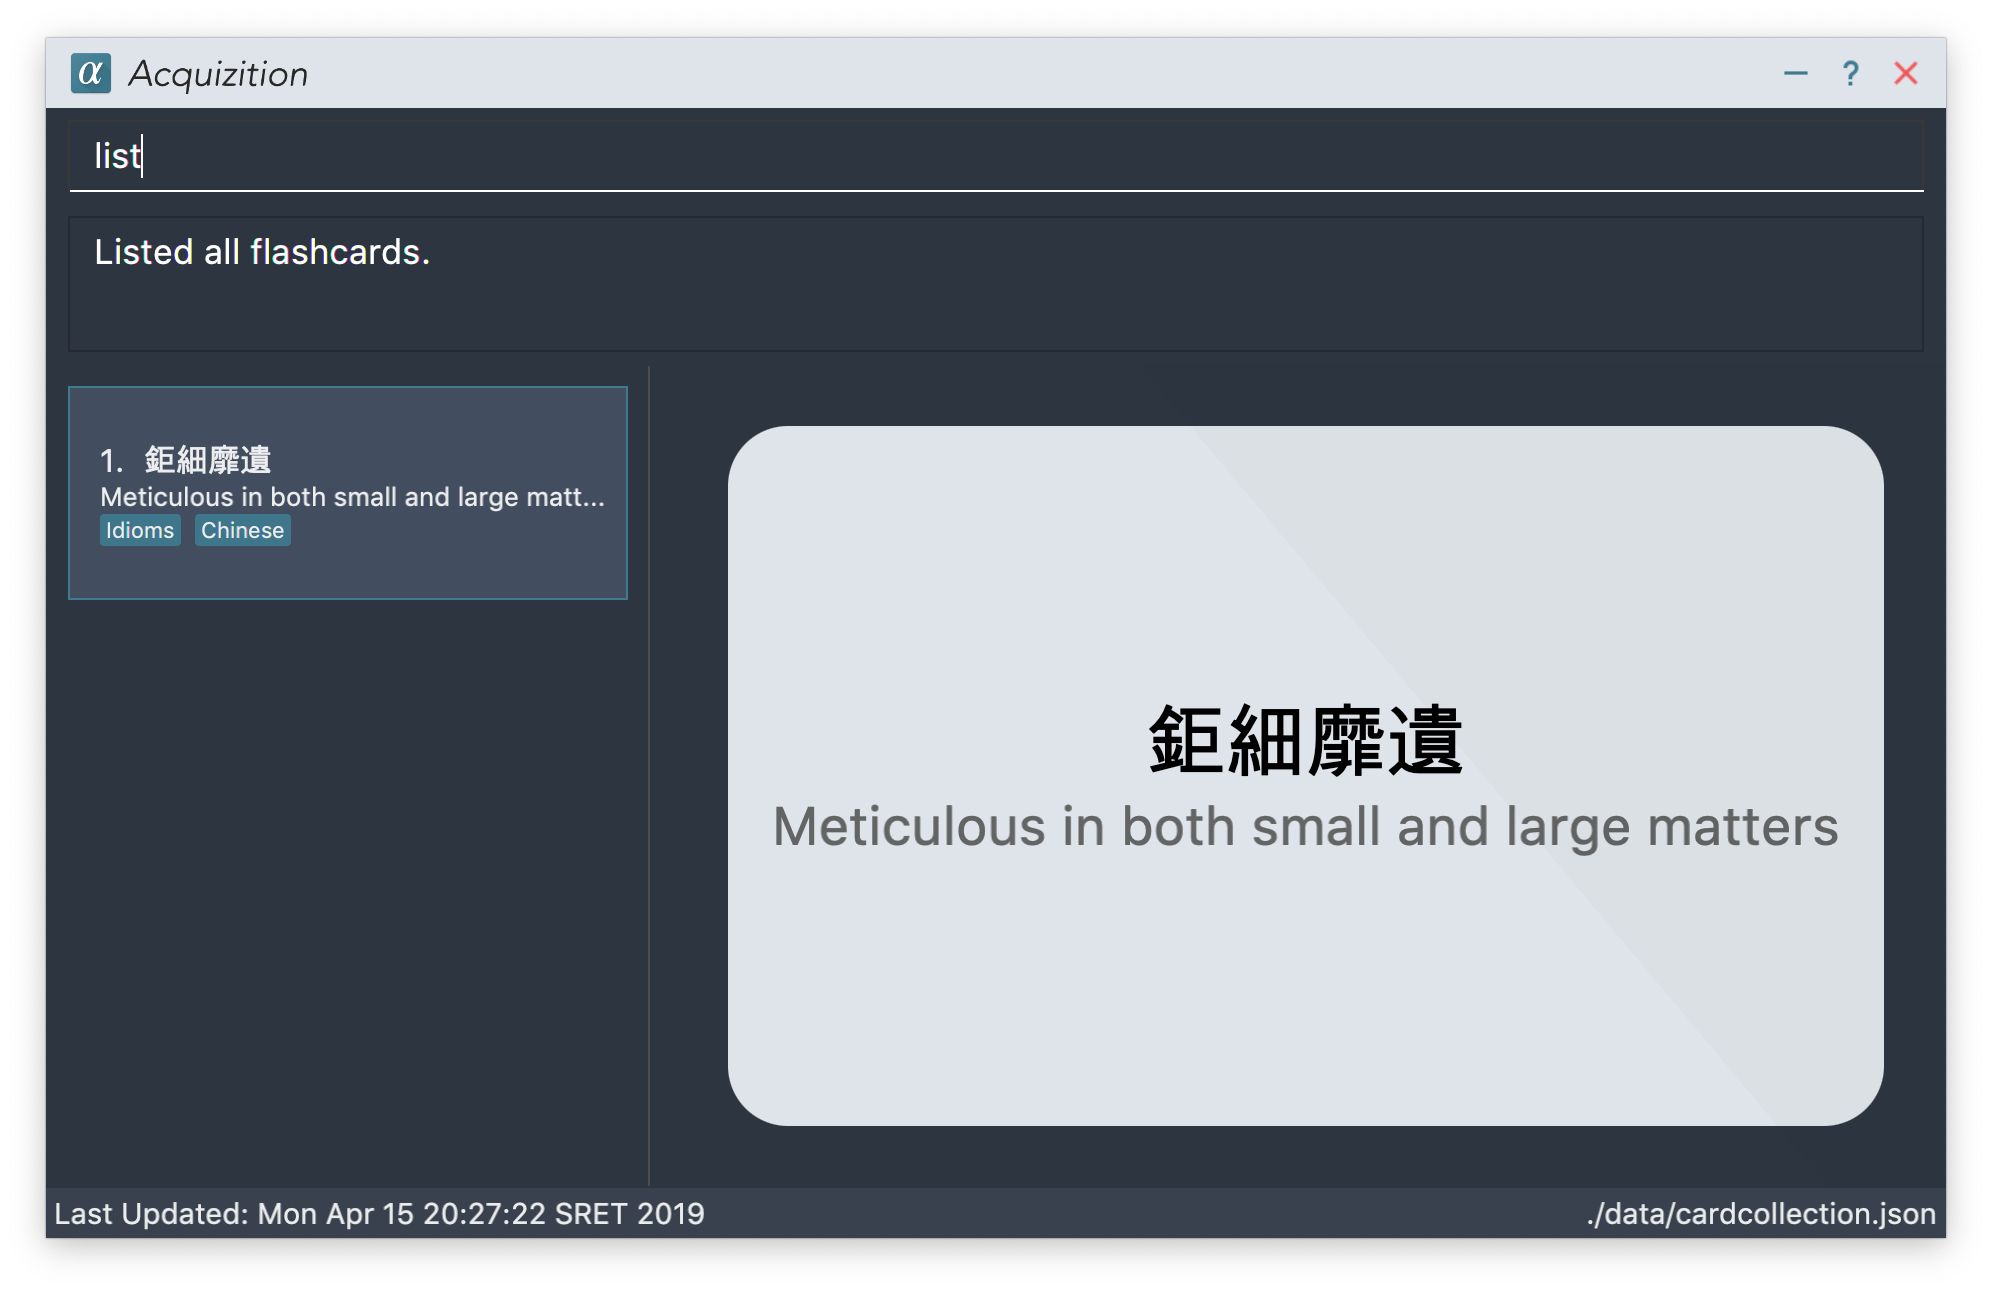 α Acquizition
— ? ×
list
Listed all flashcards.
1. 鉅細靡遺
Meticulous in both small and large matt...
Idioms Chinese
鉅細靡遺
Meticulous in both small and large matters
Last Updated: Mon Apr 15 20:27:22 SRET 2019
./data/cardcollection.json